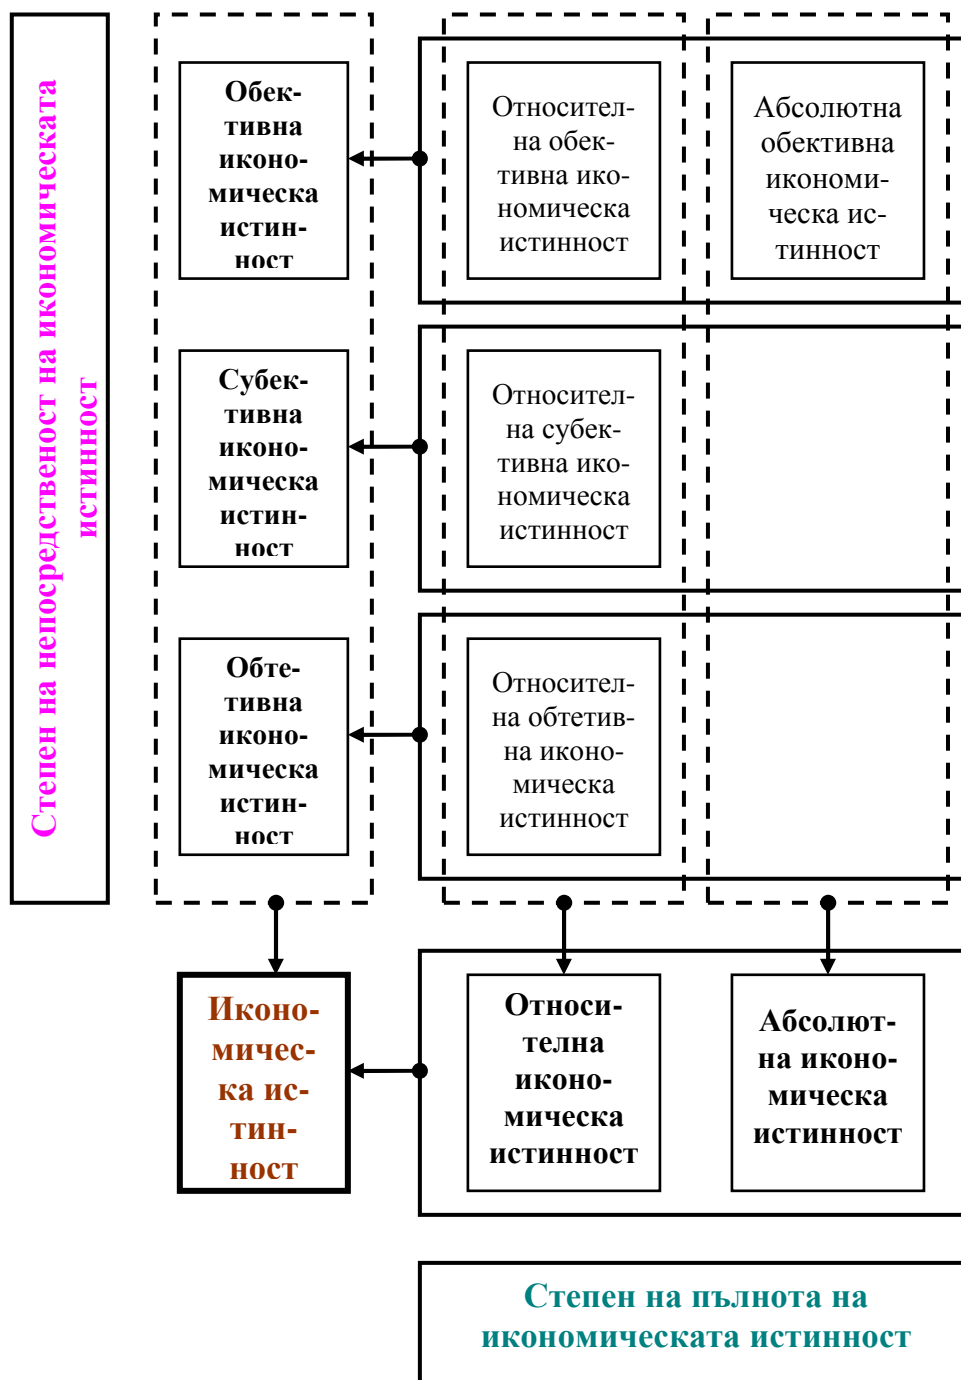 Степен на непосредственост на икономическата
истинност
Обек-
тивна
иконо-
мическа
истин-
ност
Относител-
на обек-
тивна ико-
номическа
истинност
Абсолютна
обективна
икономи-
ческа ис-
тинност
Субек-
тивна
иконо-
мическа
истин-
ност
Относител-
на субек-
тивна ико-
номическа
истинност
Обте-
тивна
иконо-
мическа
истин-
ност
Относител-
на обтетив-
на иконо-
мическа
истинност
Иконо-
мичес-
ка ис-
тин-
ност
Относи-
телна
иконо-
мическа
истинност
Абсолют-
на ико-
номическа
истинност
Степен на пълнота на
икономическата истинност